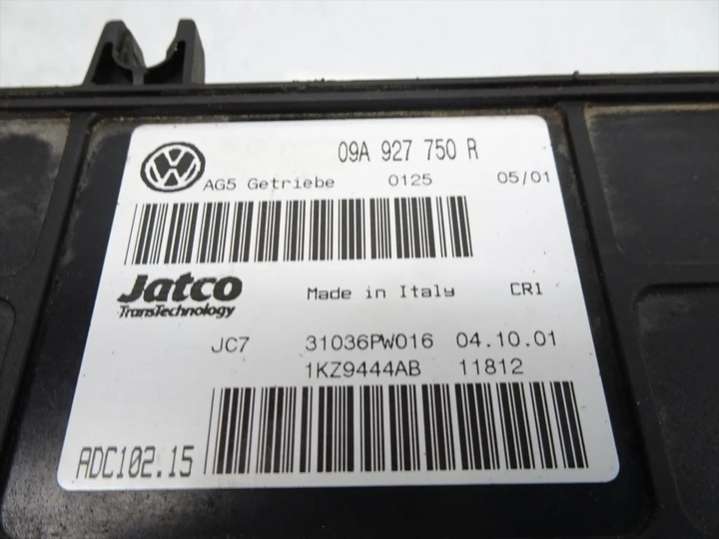 09A 927 750 R
AG5 Getriebe 0125 05/01
Jatco Made in Italy CR1
TransTechnology
JC7 31036PW016 04.10.01
1KZ9444AB 11812
ADC102.15